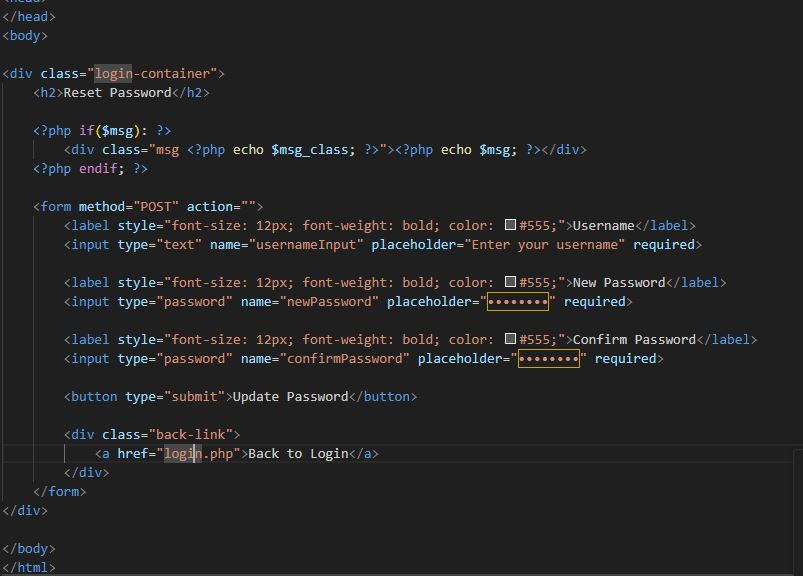 </head>
<body>
<div class="login-container">
<h2>Reset Password</h2>
<?php if($msg): ?>
<div class="msg <?php echo $msg_class; ?>"><?php echo $msg; ?></div>
<?php endif; ?>
<form method="POST" action="">
<label style="font-size: 12px; font-weight: bold; color: #555;">Username</label>
<input type="text" name="usernameInput" placeholder="Enter your username" required>
<label style="font-size: 12px; font-weight: bold; color: #555;">New Password</label>
<input type="password" name="newPassword" placeholder="••••••••" required>
<label style="font-size: 12px; font-weight: bold; color: #555;">Confirm Password</label>
<input type="password" name="confirmPassword" placeholder="••••••••" required>
<button type="submit">Update Password</button>
<div class="back-link">
<a href="login.php">Back to Login</a>
</div>
</form>
</div>
</body>
</html>